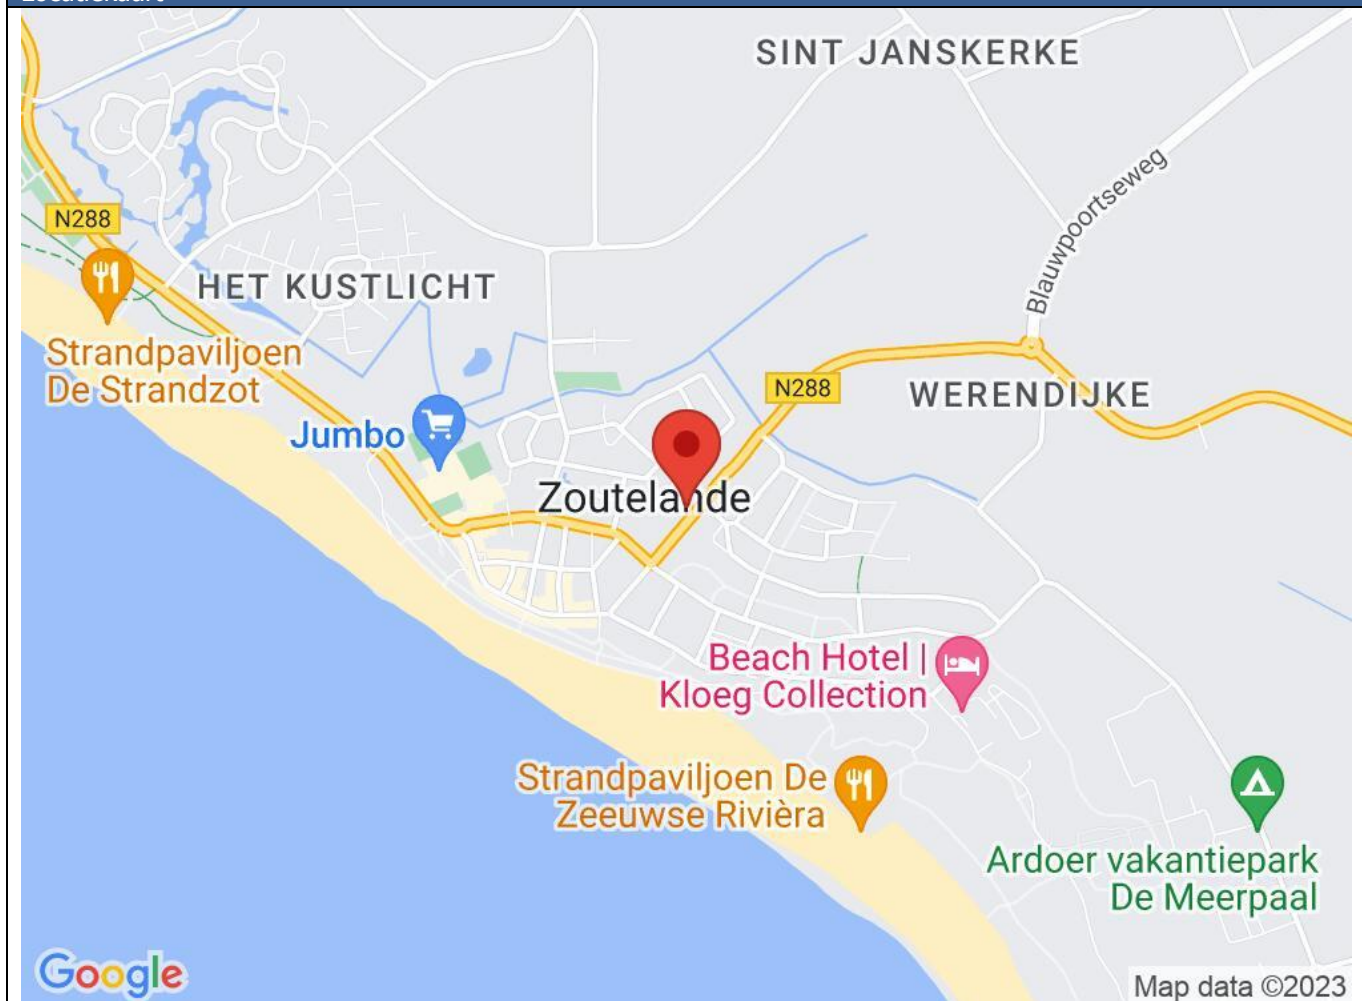 Locatiekaart
SINT JANSKERKE
Blauwpoortseweg
N288
HET KUSTLICHT
Strandpaviljoen
De Strandzot
N288
WERENDIJKE
Jumbo
Zoutelande
Beach Hotel |
Kloeg Collection
Strandpaviljoen De
Zeeuwse Rivièra
Ardoer vakantiepark
De Meerpaal
Google
Map data ©2023